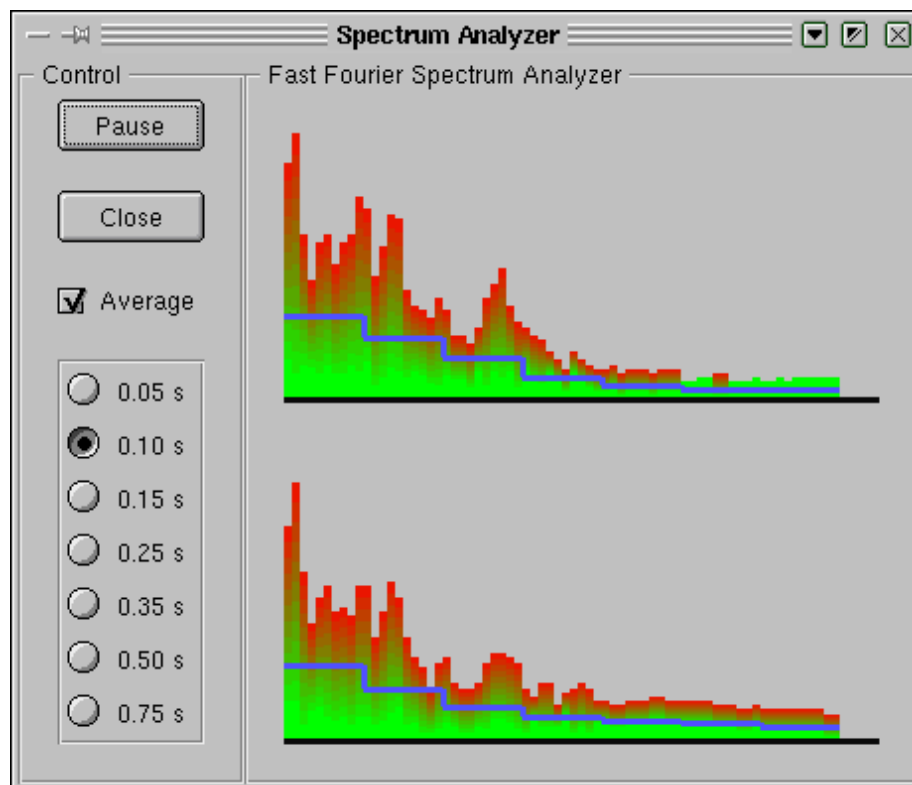 Spectrum Analyzer
Control
Fast Fourier Spectrum Analyzer
Pause
Close
Average
0.05 s
0.10 s
0.15 s
0.25 s
0.35 s
0.50 s
0.75 s